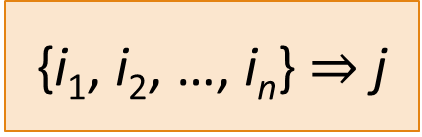 {i₁, i₂, ..., iₙ} ⇒ j